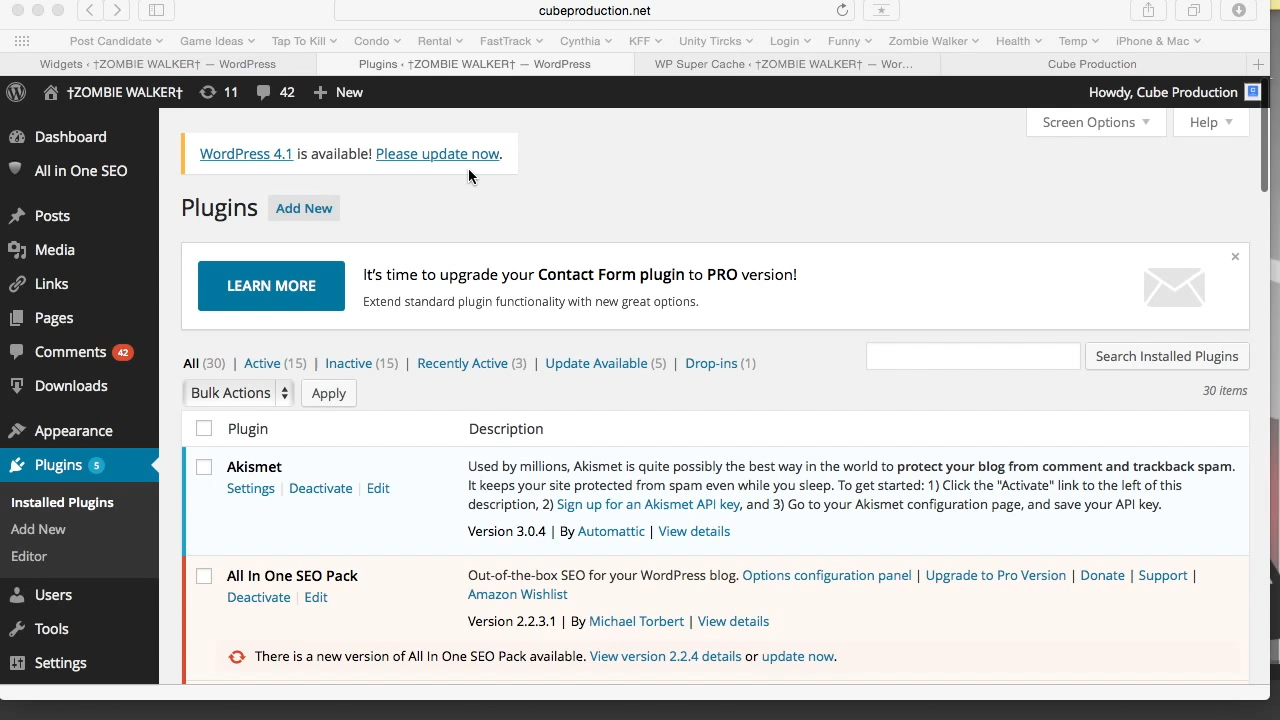 cubeproduction.net
Post Candidate Game Ideas Tap To Kill Condo Rental FastTrack Cynthia KFF Unity Tircks Login Funny Zombie Walker Health Temp iPhone & Mac
Widgets ‹ †ZOMBIE WALKER† — WordPress Plugins ‹ †ZOMBIE WALKER† — WordPress WP Super Cache ‹ †ZOMBIE WALKER† — Wor... Cube Production
†ZOMBIE WALKER† 11 42 New Howdy, Cube Production
Screen Options Help
Dashboard
All in One SEO
Posts
Media
Links
Pages
Comments 42
Downloads
Appearance
Plugins 5
Installed Plugins
Add New
Editor
Users
Tools
Settings
WordPress 4.1 is available! Please update now.
Plugins Add New
LEARN MORE
It's time to upgrade your Contact Form plugin to PRO version!
Extend standard plugin functionality with new great options.
All (30) | Active (15) | Inactive (15) | Recently Active (3) | Update Available (5) | Drop-ins (1)
Search Installed Plugins
Bulk Actions Apply
30 items
Plugin Description
Akismet
Settings | Deactivate | Edit
Used by millions, Akismet is quite possibly the best way in the world to protect your blog from comment and trackback spam.
It keeps your site protected from spam even while you sleep. To get started: 1) Click the "Activate" link to the left of this
description, 2) Sign up for an Akismet API key, and 3) Go to your Akismet configuration page, and save your API key.
Version 3.0.4 | By Automattic | View details
All In One SEO Pack
Deactivate | Edit
Out-of-the-box SEO for your WordPress blog. Options configuration panel | Upgrade to Pro Version | Donate | Support |
Amazon Wishlist
Version 2.2.3.1 | By Michael Torbert | View details
There is a new version of All In One SEO Pack available. View version 2.2.4 details or update now.